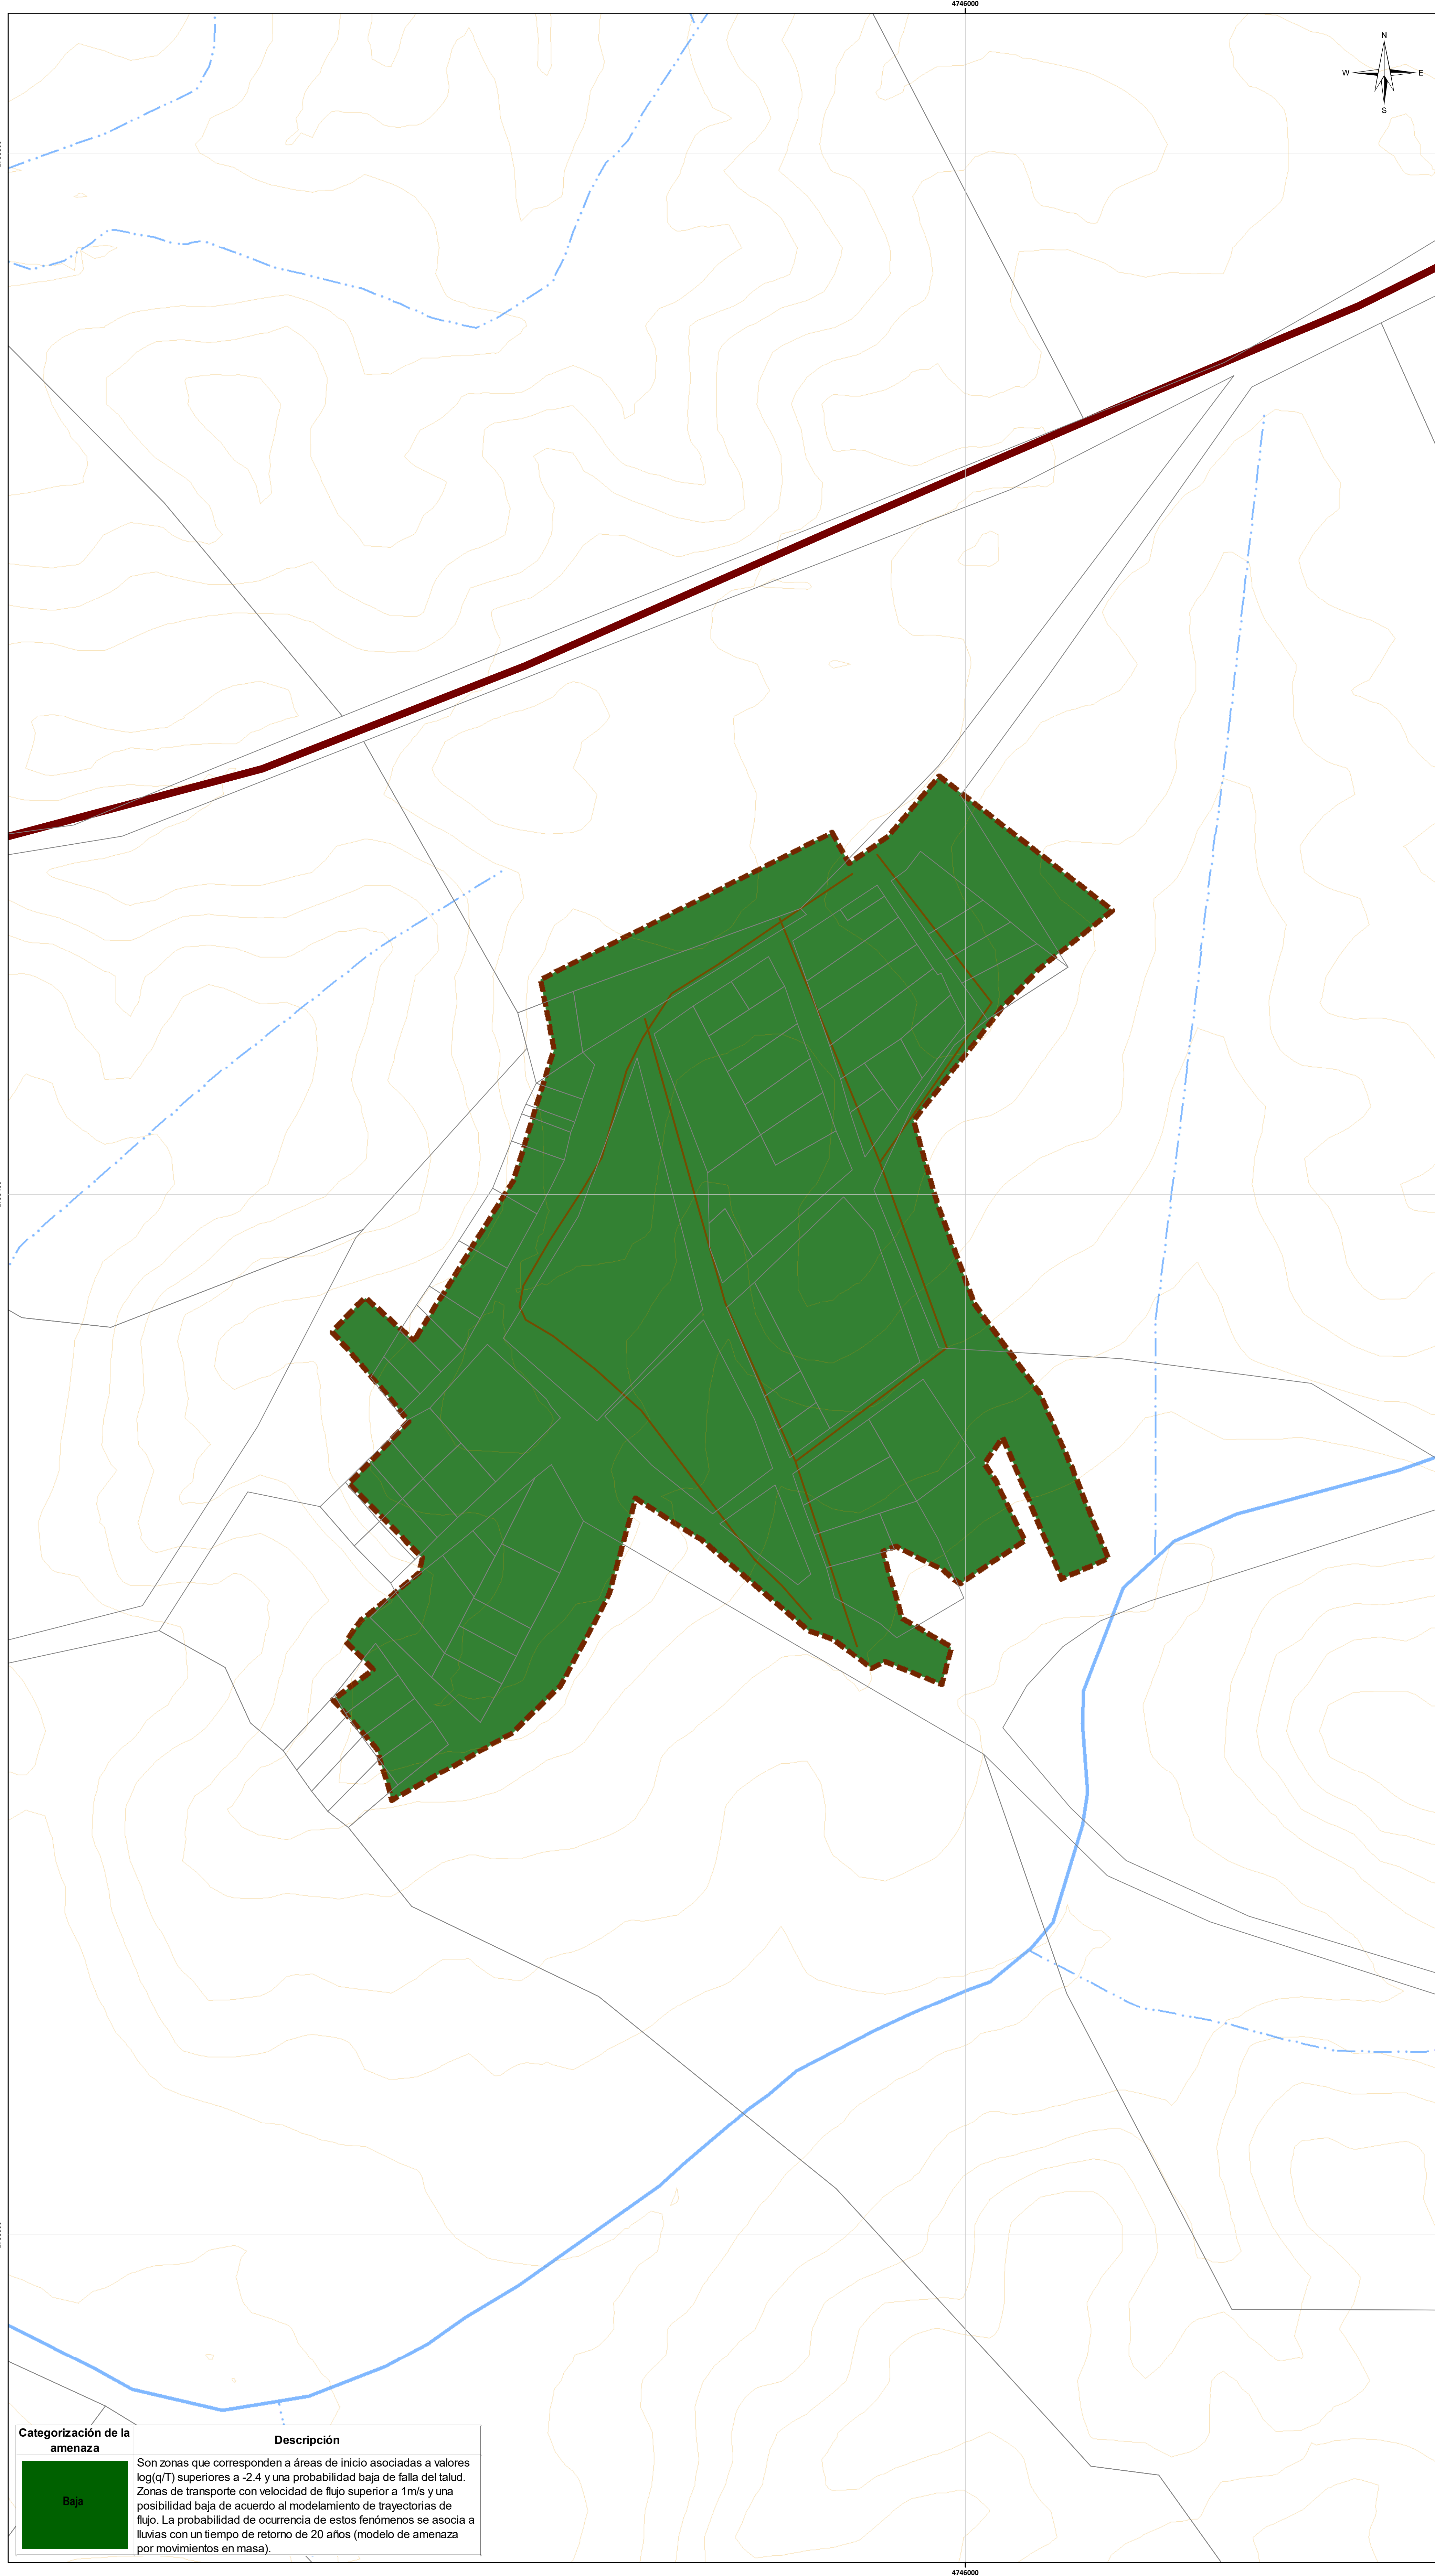 4746000
N
W
E
S
Categorización de la
amenaza
Descripción
Baja
Son zonas que corresponden a áreas de inicio asociadas a valores
log(q/T) superiores a -2.4 y una probabilidad baja de falla del talud.
Zonas de transporte con velocidad de flujo superior a 1m/s y una
posibilidad baja de acuerdo al modelamiento de trayectorias de
flujo. La probabilidad de ocurrencia de estos fenómenos se asocia a
lluvias con un tiempo de retorno de 20 años (modelo de amenaza
por movimientos en masa).
4746000